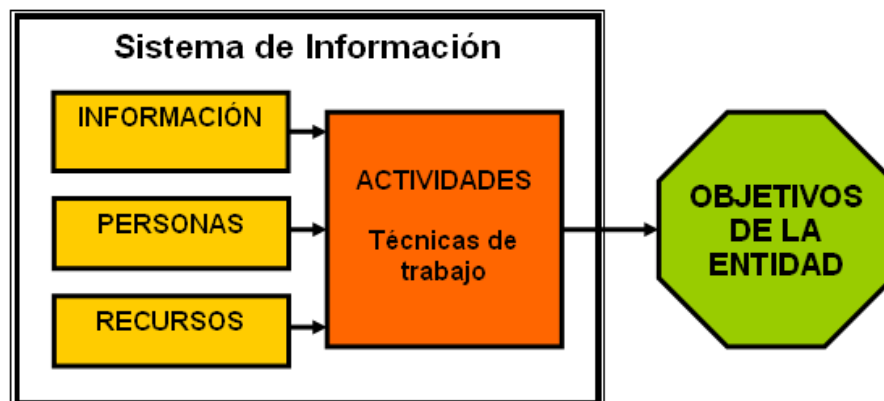 Sistema de Información
INFORMACIÓN
PERSONAS
RECURSOS
ACTIVIDADES
Técnicas de
trabajo
OBJETIVOS
DE LA
ENTIDAD